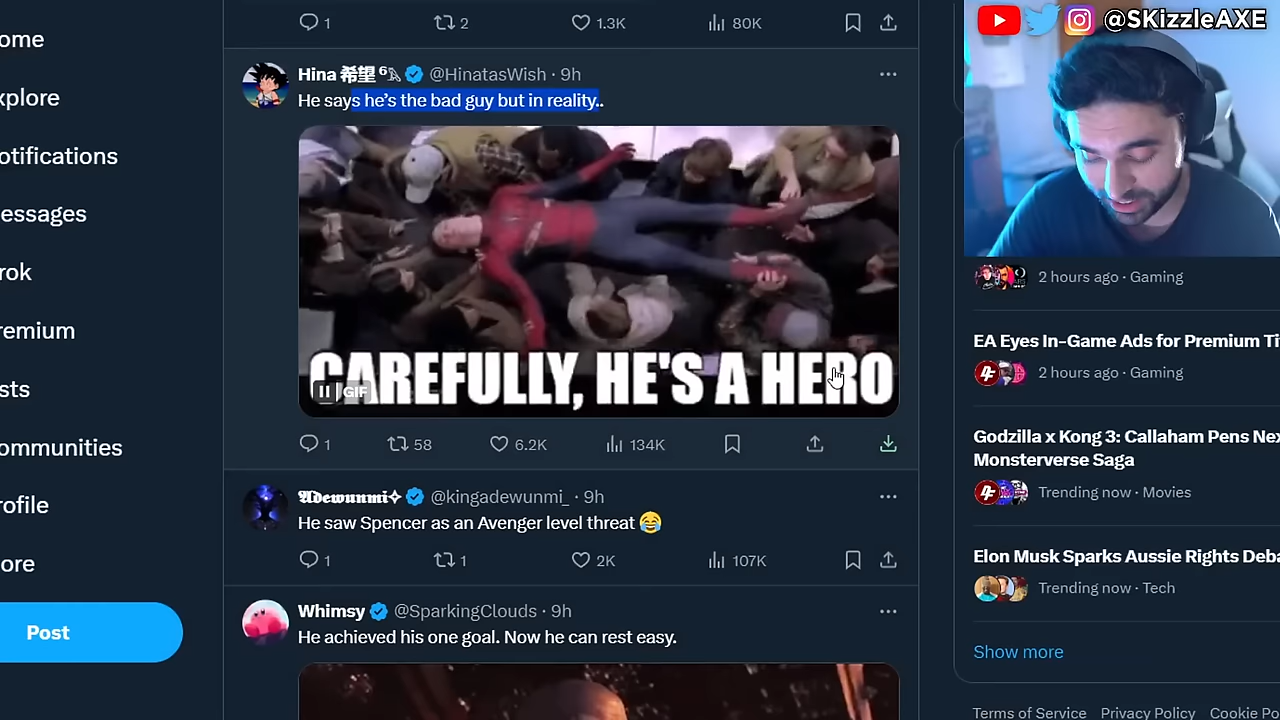 1 2 1.3K 80K
@SKizzleAXE
ome
xplore
otifications
essages
rok
remium
sts
ommunities
rofile
ore
Post
Hina 希望 @HinatasWish · 9h
He says he's the bad guy but in reality..
CAREFULLY, HE'S A HERO
GIF
1 58 6.2K 134K
𝕬𝖉𝖊𝖜𝖚𝖓𝖒𝖎✧ @kingadewunmi_ · 9h
He saw Spencer as an Avenger level threat 😂
1 1 2K 107K
Whimsy @SparkingClouds · 9h
He achieved his one goal. Now he can rest easy.
2 hours ago · Gaming
EA Eyes In-Game Ads for Premium Ti
2 hours ago · Gaming
Godzilla x Kong 3: Callaham Pens Nex
Monsterverse Saga
Trending now · Movies
Elon Musk Sparks Aussie Rights Deba
Trending now · Tech
Show more
Terms of Service Privacy Policy Cookie Po